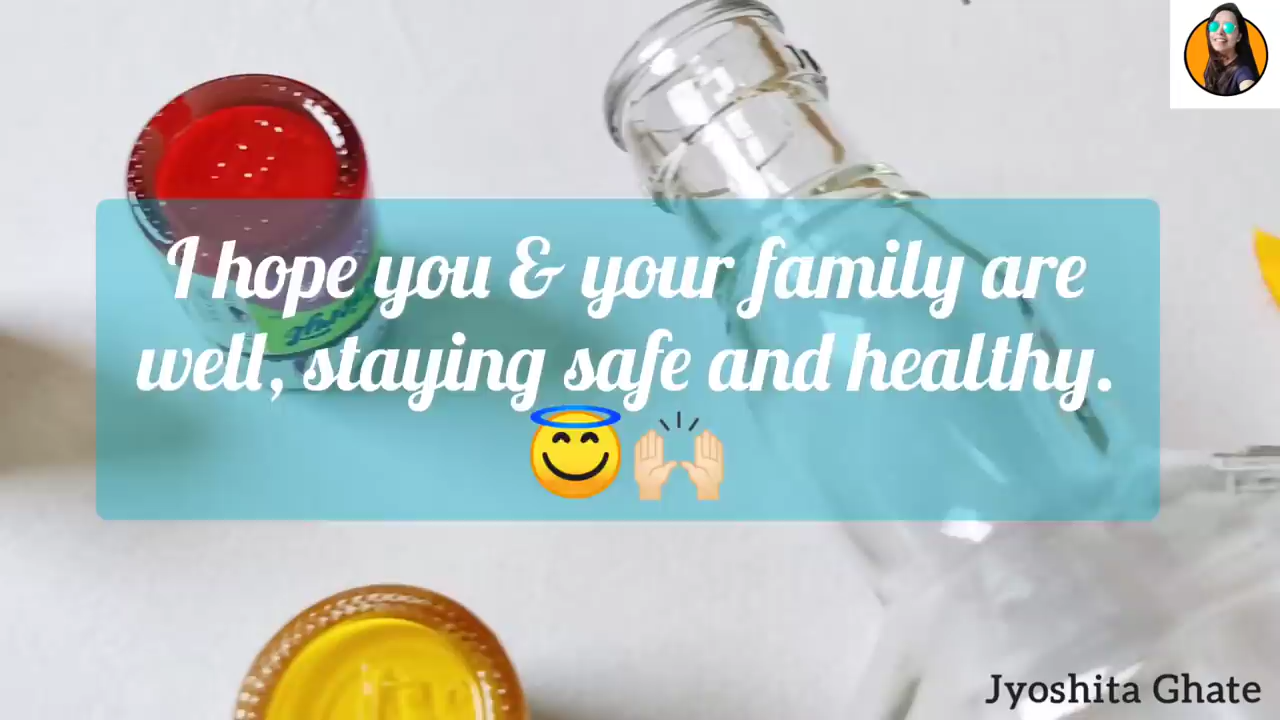 I hope you & your family are
well, staying safe and healthy.
😇🙌🏻
Jyoshita Ghate